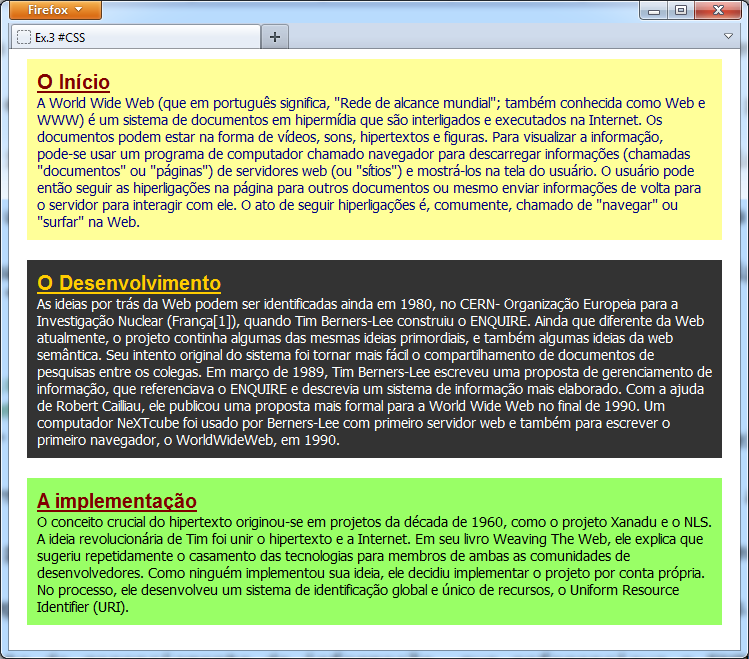 Firefox
Ex.3 #CSS
O Início
A World Wide Web (que em português significa, "Rede de alcance mundial"; também conhecida como Web e
WWW) é um sistema de documentos em hipermídia que são interligados e executados na Internet. Os
documentos podem estar na forma de vídeos, sons, hipertextos e figuras. Para visualizar a informação,
pode-se usar um programa de computador chamado navegador para descarregar informações (chamadas
"documentos" ou "páginas") de servidores web (ou "sítios") e mostrá-los na tela do usuário. O usuário pode
então seguir as hiperligações na página para outros documentos ou mesmo enviar informações de volta para
o servidor para interagir com ele. O ato de seguir hiperligações é, comumente, chamado de "navegar" ou
"surfar" na Web.
O Desenvolvimento
As ideias por trás da Web podem ser identificadas ainda em 1980, no CERN- Organização Europeia para a
Investigação Nuclear (França[1]), quando Tim Berners-Lee construiu o ENQUIRE. Ainda que diferente da Web
atualmente, o projeto continha algumas das mesmas ideias primordiais, e também algumas ideias da web
semântica. Seu intento original do sistema foi tornar mais fácil o compartilhamento de documentos de
pesquisas entre os colegas. Em março de 1989, Tim Berners-Lee escreveu uma proposta de gerenciamento de
informação, que referenciava o ENQUIRE e descrevia um sistema de informação mais elaborado. Com a ajuda
de Robert Cailliau, ele publicou uma proposta mais formal para a World Wide Web no final de 1990. Um
computador NeXTcube foi usado por Berners-Lee com primeiro servidor web e também para escrever o
primeiro navegador, o WorldWideWeb, em 1990.
A implementação
O conceito crucial do hipertexto originou-se em projetos da década de 1960, como o projeto Xanadu e o NLS.
A ideia revolucionária de Tim foi unir o hipertexto e a Internet. Em seu livro Weaving The Web, ele explica que
sugeriu repetidamente o casamento das tecnologias para membros de ambas as comunidades de
desenvolvedores. Como ninguém implementou sua ideia, ele decidiu implementar o projeto por conta própria.
No processo, ele desenvolveu um sistema de identificação global e único de recursos, o Uniform Resource
Identifier (URI).